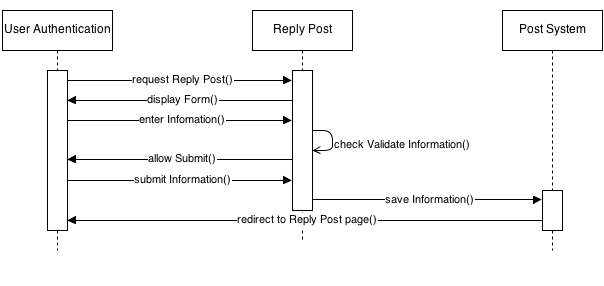 User Authentication
Reply Post
Post System
request Reply Post()
display Form()
enter Infomation()
check Validate Information()
allow Submit()
submit Information()
save Information()
redirect to Reply Post page()